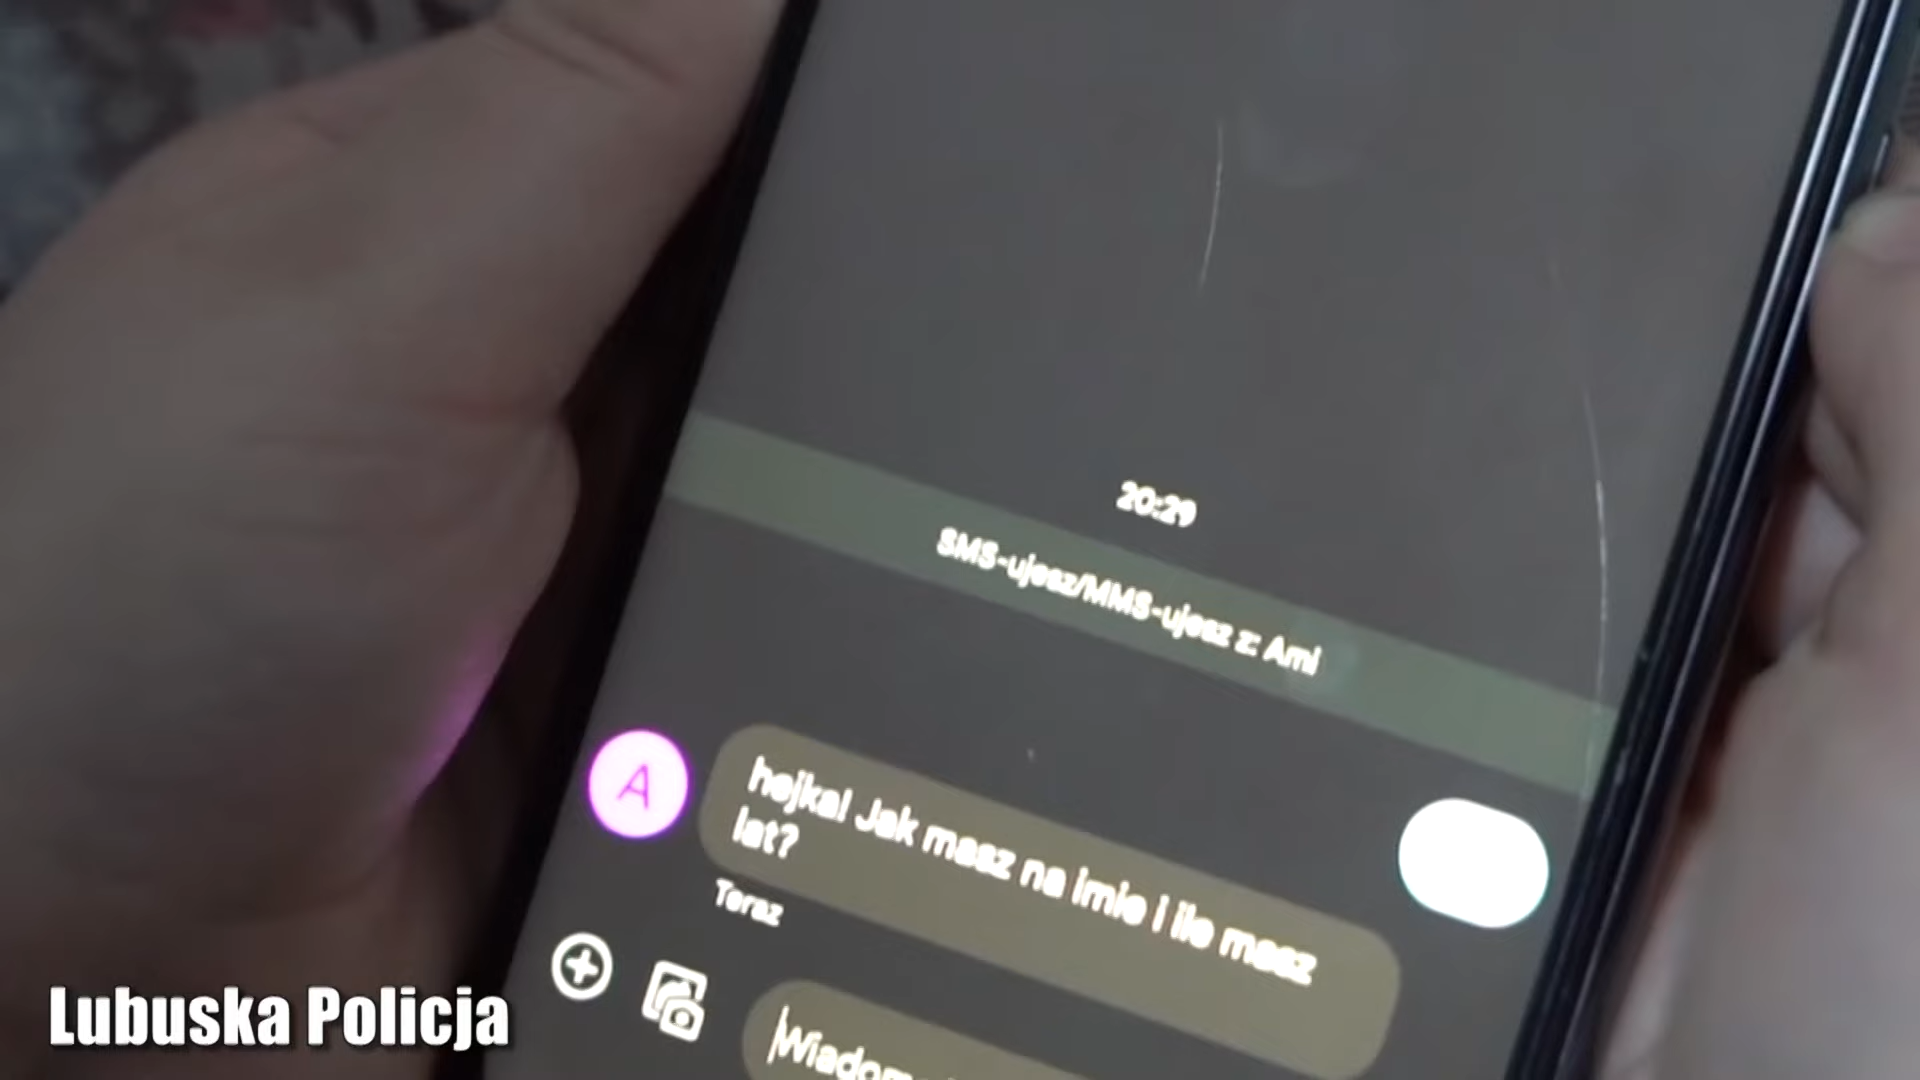 20:29
SMS-ujesz/MMS-ujesz z: Ami
A
hejka! Jak masz na imie i ile masz
lat?
Teraz
Lubuska Policja